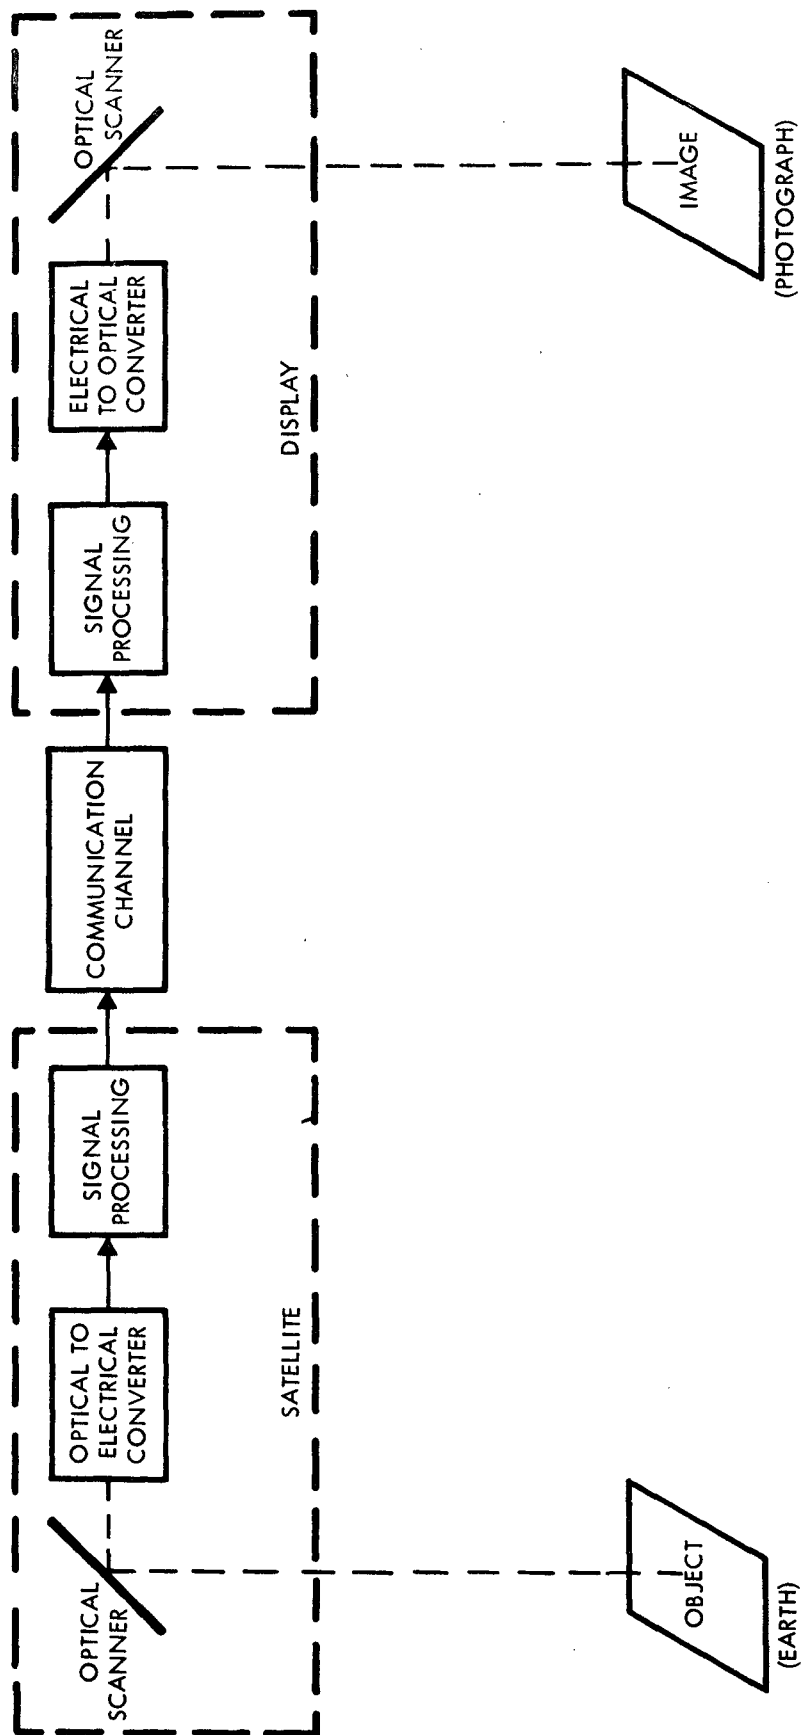 OPTICAL
SCANNER
OPTICAL TO
ELECTRICAL
CONVERTER
SIGNAL
PROCESSING
SATELLITE
COMMUNICATION
CHANNEL
SIGNAL
PROCESSING
ELECTRICAL
TO OPTICAL
CONVERTER
OPTICAL
SCANNER
DISPLAY
OBJECT
(EARTH)
IMAGE
(PHOTOGRAPH)